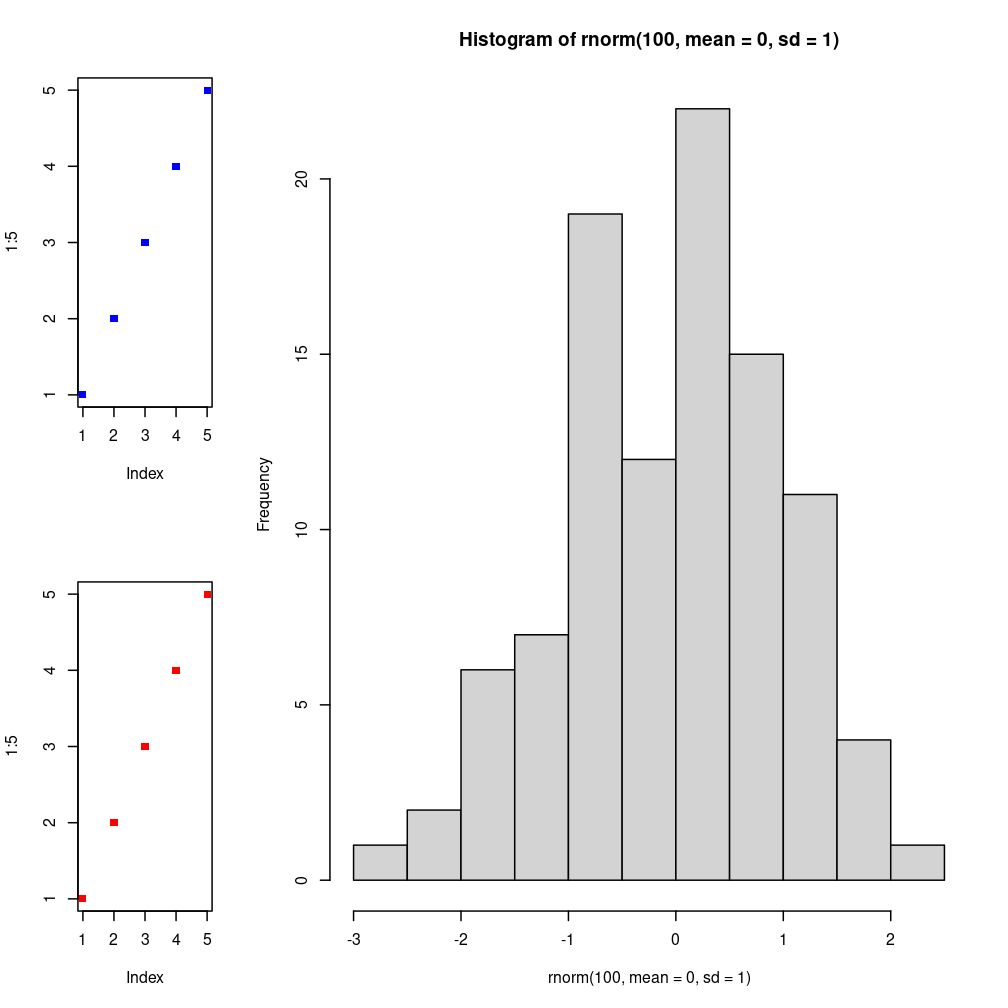 Histogram of rnorm(100, mean = 0, sd = 1)
1:5
5
4
3
2
1
1 2 3 4 5
Index
1:5
5
4
3
2
1
1 2 3 4 5
Index
Frequency
20
15
10
5
0
-3 -2 -1 0 1 2
rnorm(100, mean = 0, sd = 1)